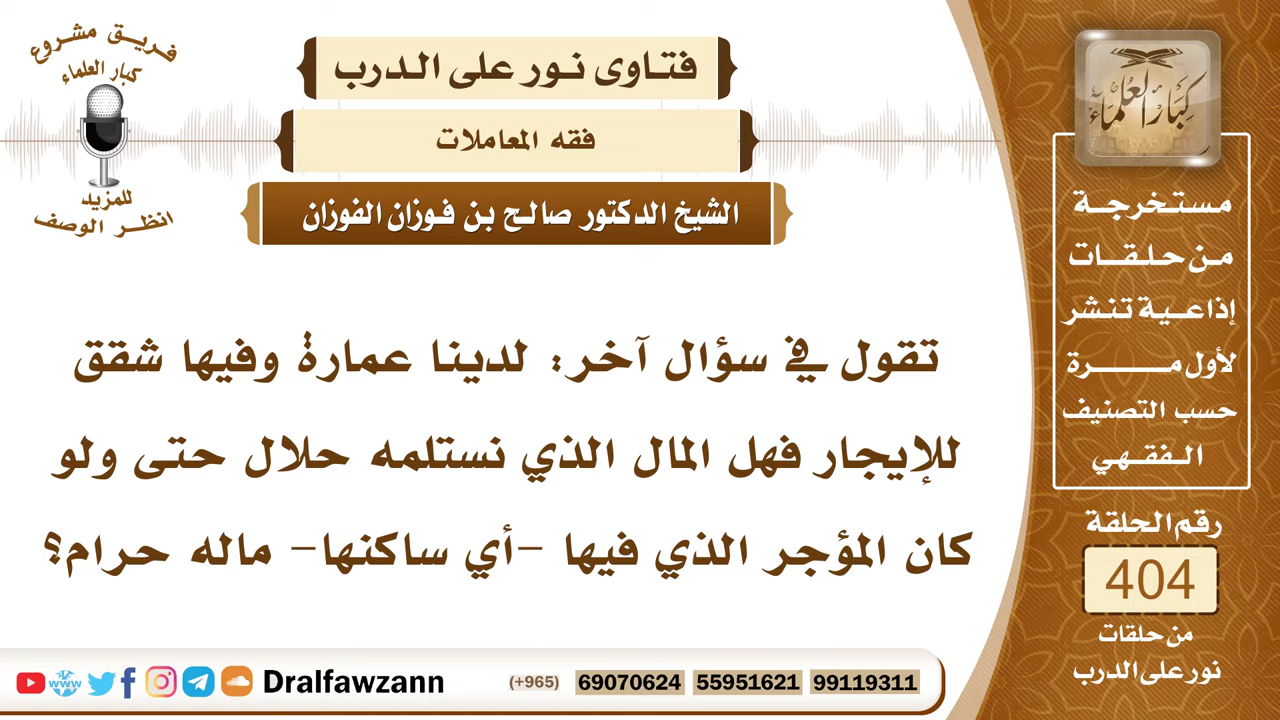 فريق مشروع
كبار العلماء
للمزيد
انظر الوصف
فتاوى نور على الدرب
فقه المعاملات
الشيخ الدكتور صالح بن فوزان الفوزان
كبار العلماء
مستخرجة
من حلقات
إذاعية تنشر
لأول مرة
حسب التصنيف
الفقهي
رقم الحلقة
404
من حلقات
نور على الدرب
تقول في سؤال آخر: لدينا عمارةٌ وفيها شقق
للإيجار فهل المال الذي نستلمه حلال حتى ولو
كان المؤجر الذي فيها -أي ساكنها- ماله حرام؟
www Dralfawzann (+965) 69070624 55951621 99119311